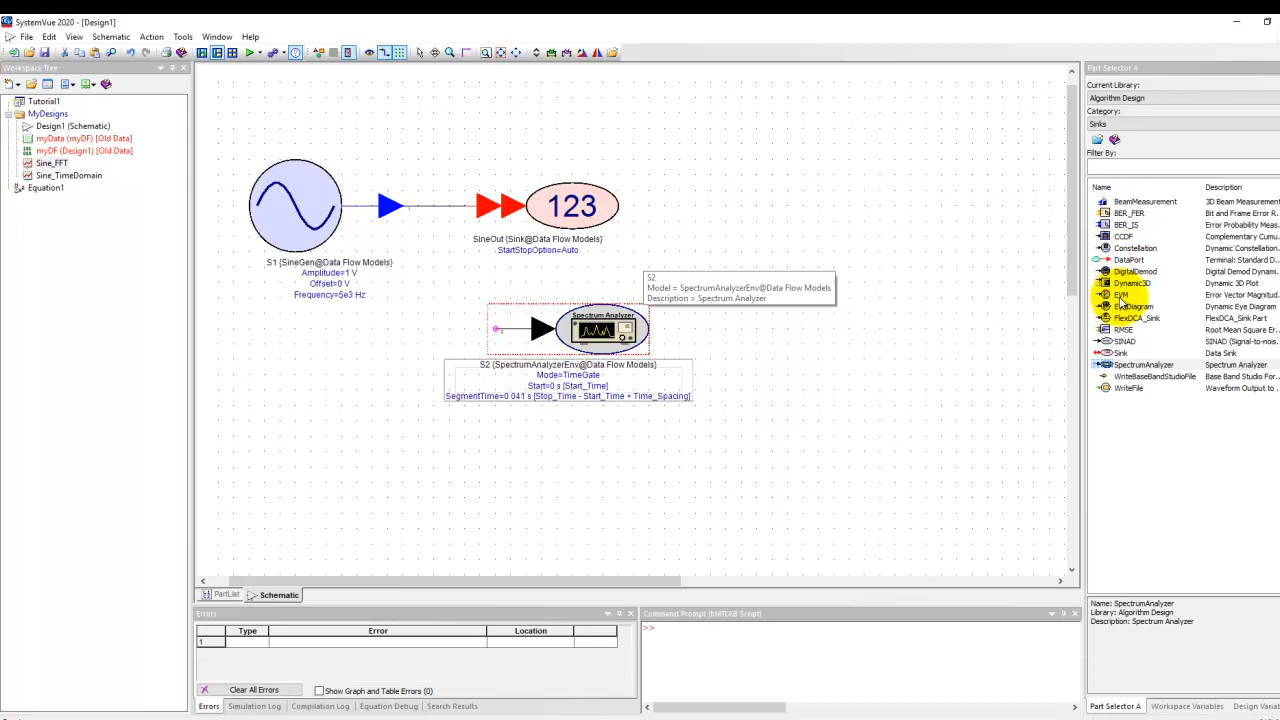 SystemVue 2020 - [Design1]
File Edit View Schematic Action Tools Window Help
Workspace Tree
Tutorial1
MyDesigns
Design1 (Schematic)
myData (myDF) [Old Data]
myDF (Design1) [Old Data]
Sine_FFT
Sine_TimeDomain
Equation1
123
S1 {SineGen@Data Flow Models}
Amplitude=1 V
Offset=0 V
Frequency=5e3 Hz
SineOut {Sink@Data Flow Models}
StartStopOption=Auto
S2
Model = SpectrumAnalyzerEnv@Data Flow Models
Description = Spectrum Analyzer
Spectrum Analyzer
S2 {SpectrumAnalyzerEnv@Data Flow Models}
Mode=TimeGate
Start=0 s [Start_Time]
SegmentTime=0.041 s [Stop_Time - Start_Time + Time_Spacing]
PartList Schematic
Errors
Type Error Location
1
Clear All Errors Show Graph and Table Errors (0)
Errors Simulation Log Compilation Log Equation Debug Search Results
Command Prompt (MATLAB Script)
>>
Part Selector A
Current Library:
Algorithm Design
Category:
Sinks
Filter By:
Name Description
BeamMeasurement 3D Beam Measurement
BER_FER Bit and Frame Error R...
BER_IS Error Probability Meas...
CCDF Complementary Cumu...
Constellation Dynamic Constellation...
DataPort Terminal: Standard D...
DigitalDemod Digital Demod Dynami...
Dynamic3D Dynamic 3D Plot
EVM Error Vector Magnitud...
EyeDiagram Dynamic Eye Diagram
FlexDCA_Sink FlexDCA_Sink Part
RMSE Root Mean Square Er...
SINAD SINAD (Signal-to-nois...
Sink Data Sink
SpectrumAnalyzer Spectrum Analyzer
WriteBaseBandStudioFile Base Band Studio For...
WriteFile Waveform Output to
Name: SpectrumAnalyzer
Library: Algorithm Design
Description: Spectrum Analyzer
Part Selector A Workspace Variables Design Varia